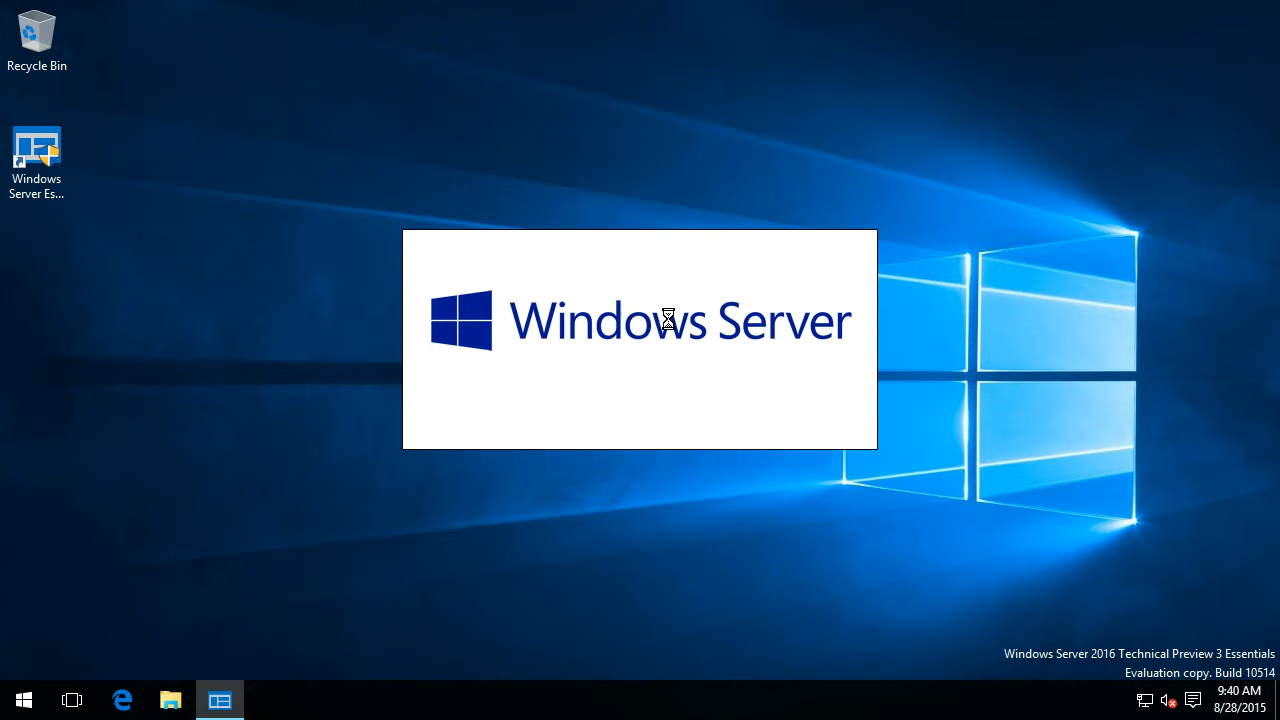 Recycle Bin
Windows
Server Es...
Windows Server
Windows Server 2016 Technical Preview 3 Essentials
Evaluation copy. Build 10514
9:40 AM
8/28/2015